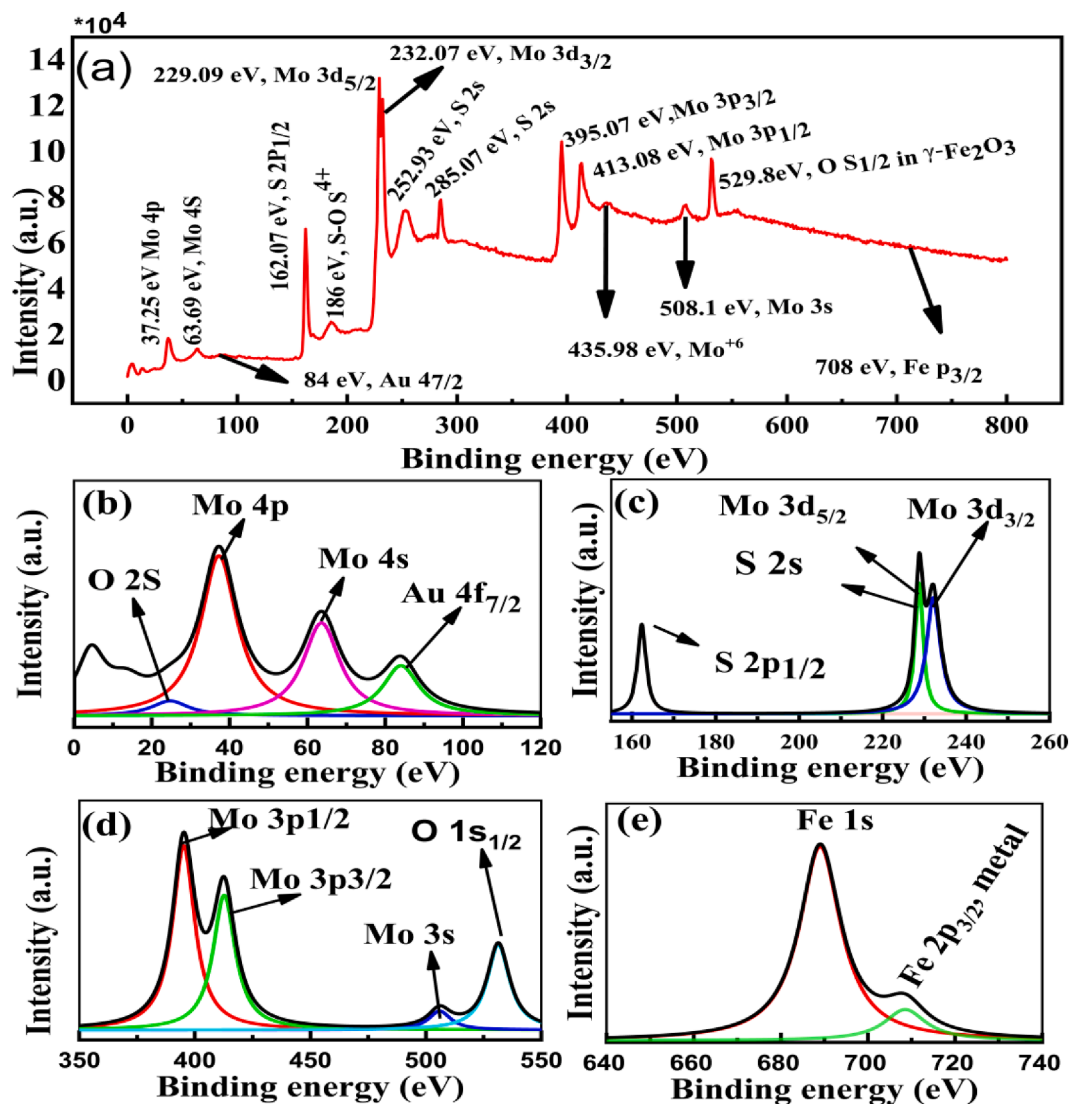 *10⁴
(a)
Intensity (a.u.)
14
12
10
8
6
4
2
0
37.25 eV Mo 4p
63.69 eV, Mo 4S
84 eV, Au 47/2
162.07 eV, S 2P1/2
186 eV, S-O S⁴⁺
229.09 eV, Mo 3d5/2
232.07 eV, Mo 3d3/2
252.93 eV, S 2s
285.07 eV, S 2s
395.07 eV,Mo 3p3/2
413.08 eV, Mo 3p1/2
529.8eV, O S1/2 in γ-Fe2O3
435.98 eV, Mo⁺⁶
508.1 eV, Mo 3s
708 eV, Fe p3/2
0 100 200 300 400 500 600 700 800
Binding energy (eV)
(b)
Intensity (a.u.)
O 2S
Mo 4p
Mo 4s
Au 4f7/2
0 20 40 60 80 100 120
Binding energy (eV)
(c)
Intensity (a.u.)
Mo 3d5/2
Mo 3d3/2
S 2s
S 2p1/2
160 180 200 220 240 260
Binding energy (eV)
(d)
Intensity (a.u.)
Mo 3p1/2
Mo 3p3/2
Mo 3s
O 1s1/2
350 400 450 500 550
Binding energy (eV)
(e)
Intensity (a.u.)
Fe 1s
Fe 2p3/2, metal
640 660 680 700 720 740
Binding energy (eV)